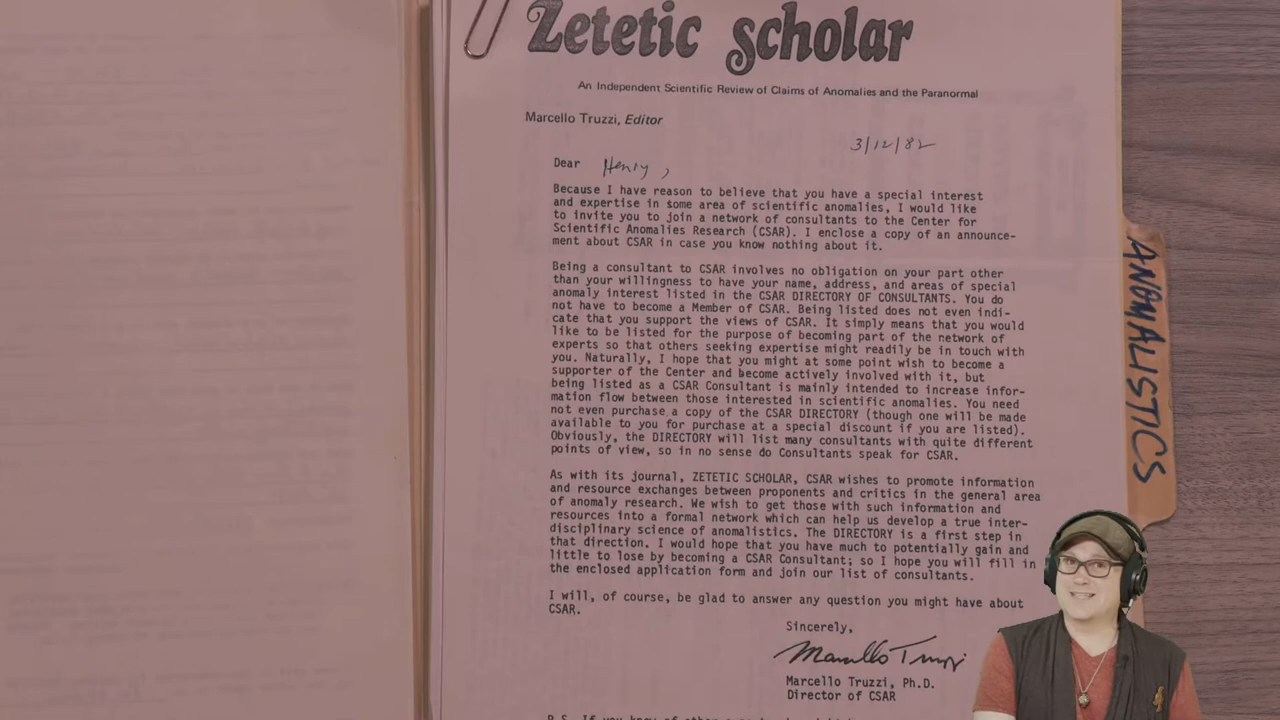 Zetetic Scholar
An Independent Scientific Review of Claims of Anomalies and the Paranormal
Marcello Truzzi, Editor
3/12/82
Dear Henry,
Because I have reason to believe that you have a special interest
and expertise in some area of scientific anomalies, I would like
to invite you to join a network of consultants to the Center for
Scientific Anomalies Research (CSAR). I enclose a copy of an announce-
ment about CSAR in case you know nothing about it.
Being a consultant to CSAR involves no obligation on your part other
than your willingness to have your name, address, and areas of special
anomaly interest listed in the CSAR DIRECTORY OF CONSULTANTS. You do
not have to become a Member of CSAR. Being listed does not even indi-
cate that you support the views of CSAR. It simply means that you would
like to be listed for the purpose of becoming part of the network of
experts so that others seeking expertise might readily be in touch with
you. Naturally, I hope that you might at some point wish to become a
supporter of the Center and become actively involved with it, but
being listed as a CSAR Consultant is mainly intended to increase infor-
mation flow between those interested in scientific anomalies. You need
not even purchase a copy of the CSAR DIRECTORY (though one will be made
available to you for purchase at a special discount if you are listed).
Obviously, the DIRECTORY will list many consultants with quite different
points of view, so in no sense do Consultants speak for CSAR.
As with its journal, ZETETIC SCHOLAR, CSAR wishes to promote information
and resource exchanges between proponents and critics in the general area
of anomaly research. We wish to get those with such information and
resources into a formal network which can help us develop a true inter-
disciplinary science of anomalistics. The DIRECTORY is a first step in
that direction. I would hope that you have much to potentially gain and
little to lose by becoming a CSAR Consultant; so I hope you will fill in
the enclosed application form and join our list of consultants.
I will, of course, be glad to answer any question you might have about
CSAR.
Sincerely,
Marcello Truzzi
Marcello Truzzi, Ph.D.
Director of CSAR
P.S. If you know of other
ANOMALISTICS